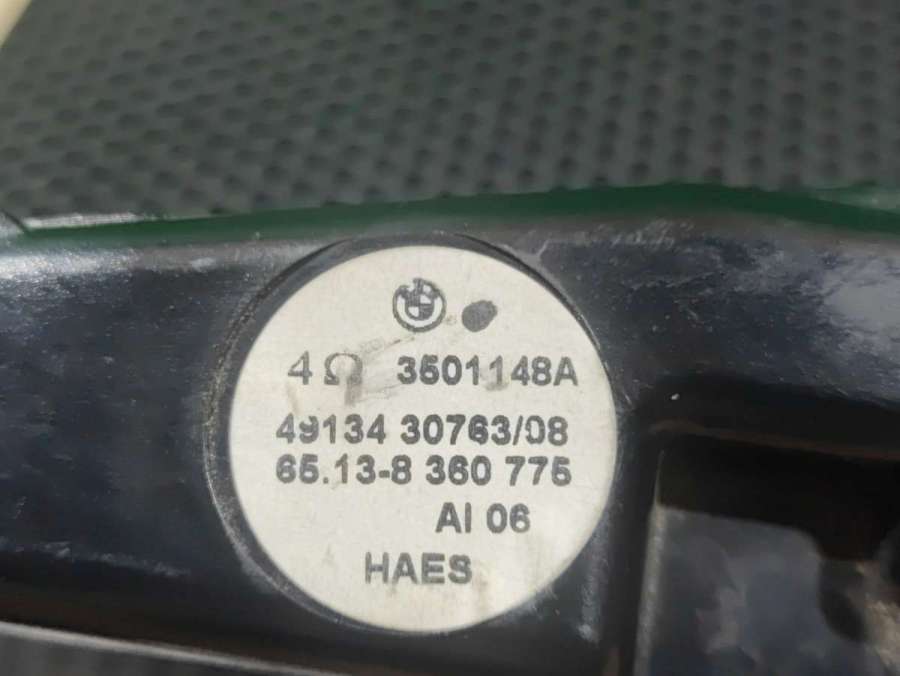 4Ω 3501148A
49134 30763/08
65.13-8 360 775
AI 06
HAES